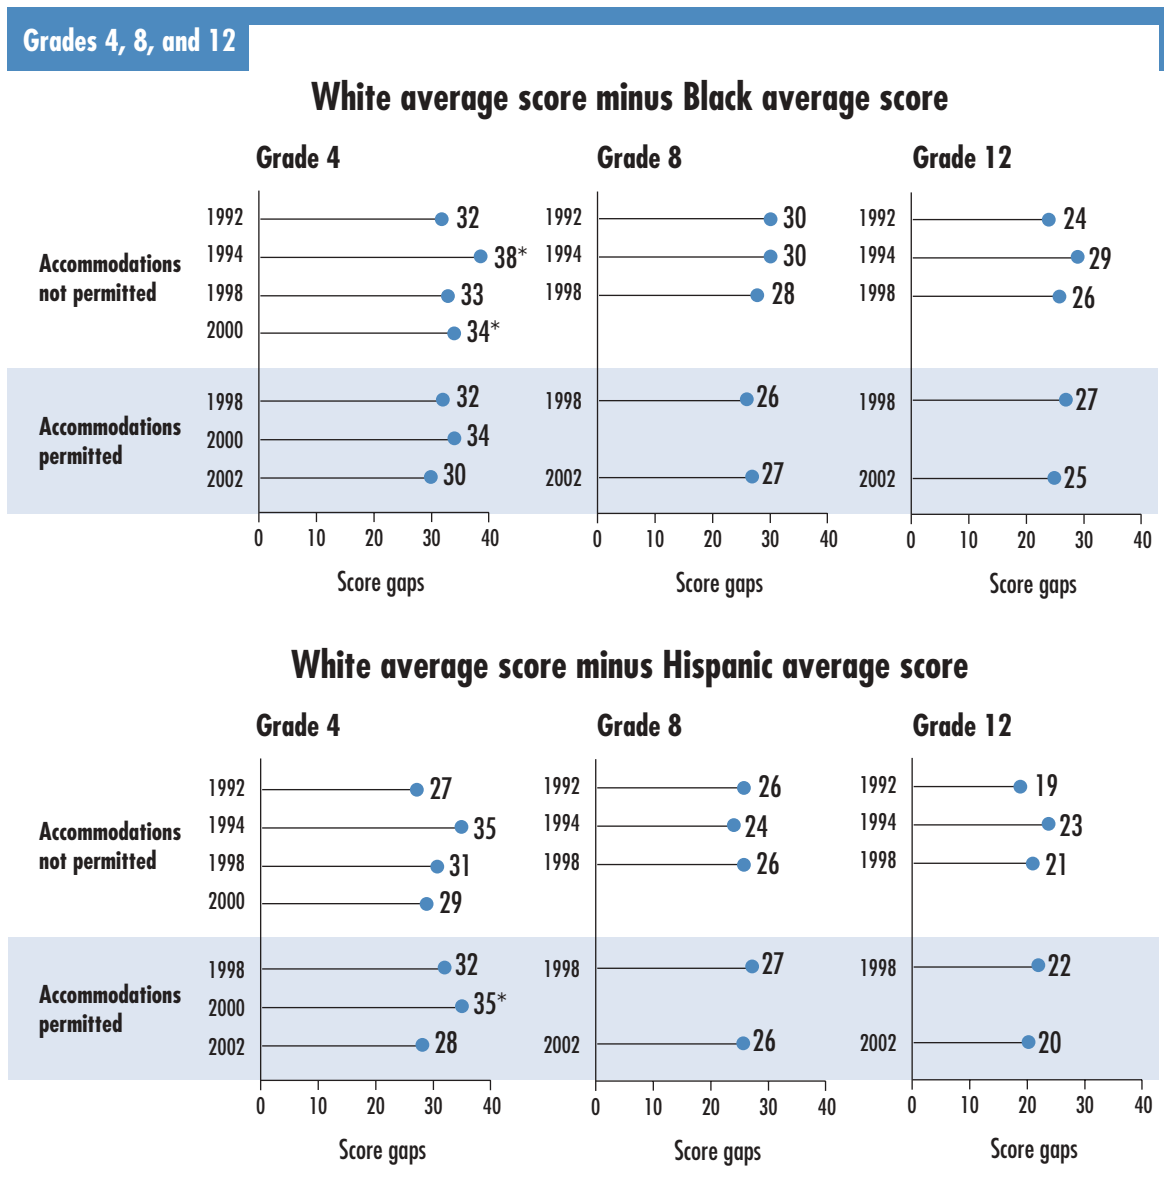 Grades 4, 8, and 12
White average score minus Black average score
Grade 4
Accommodations
not permitted
1992 32
1994 38*
1998 33
2000 34*
Accommodations
permitted
1998 32
2000 34
2002 30
0 10 20 30 40
Score gaps
Grade 8
1992 30
1994 30
1998 28
1998 26
2002 27
0 10 20 30 40
Score gaps
Grade 12
1992 24
1994 29
1998 26
1998 27
2002 25
0 10 20 30 40
Score gaps
White average score minus Hispanic average score
Grade 4
Accommodations
not permitted
1992 27
1994 35
1998 31
2000 29
Accommodations
permitted
1998 32
2000 35*
2002 28
0 10 20 30 40
Score gaps
Grade 8
1992 26
1994 24
1998 26
1998 27
2002 26
0 10 20 30 40
Score gaps
Grade 12
1992 19
1994 23
1998 21
1998 22
2002 20
0 10 20 30 40
Score gaps